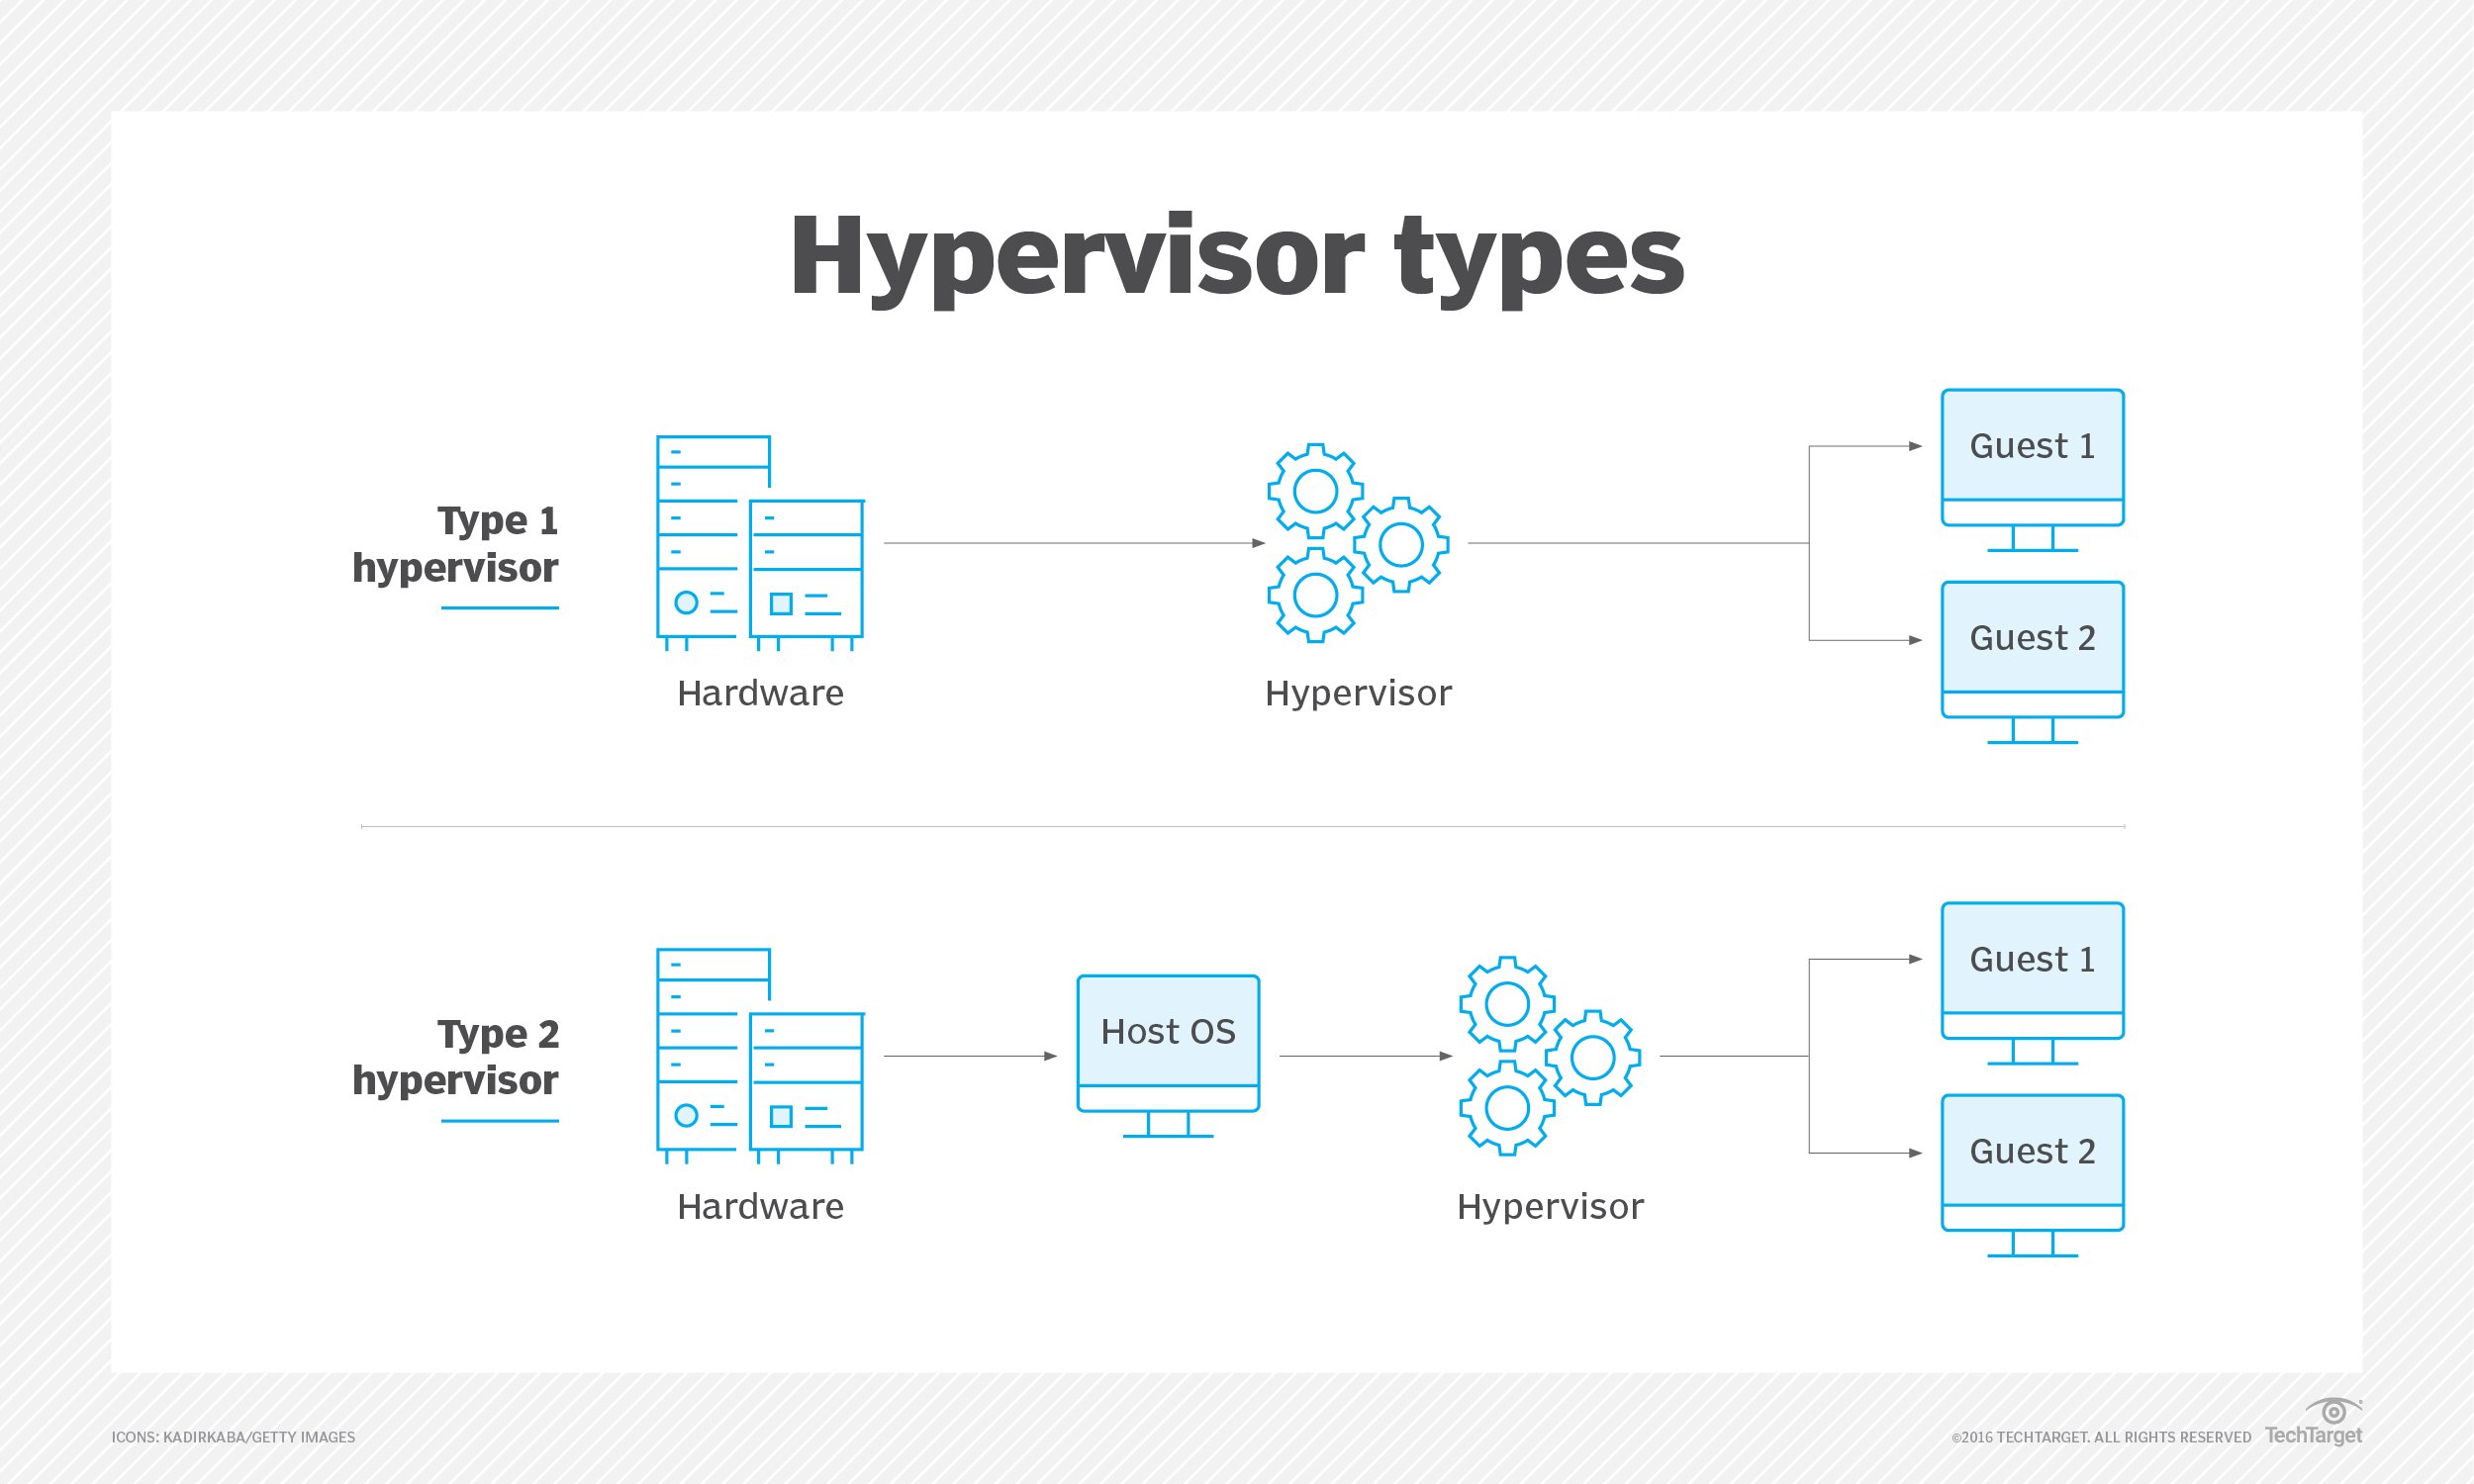 Hypervisor types
Type 1
hypervisor
Hardware
Hypervisor
Guest 1
Guest 2
Type 2
hypervisor
Hardware
Host OS
Hypervisor
Guest 1
Guest 2
ICONS: KADIRKABA/GETTY IMAGES
©2016 TECHTARGET. ALL RIGHTS RESERVED
TechTarget